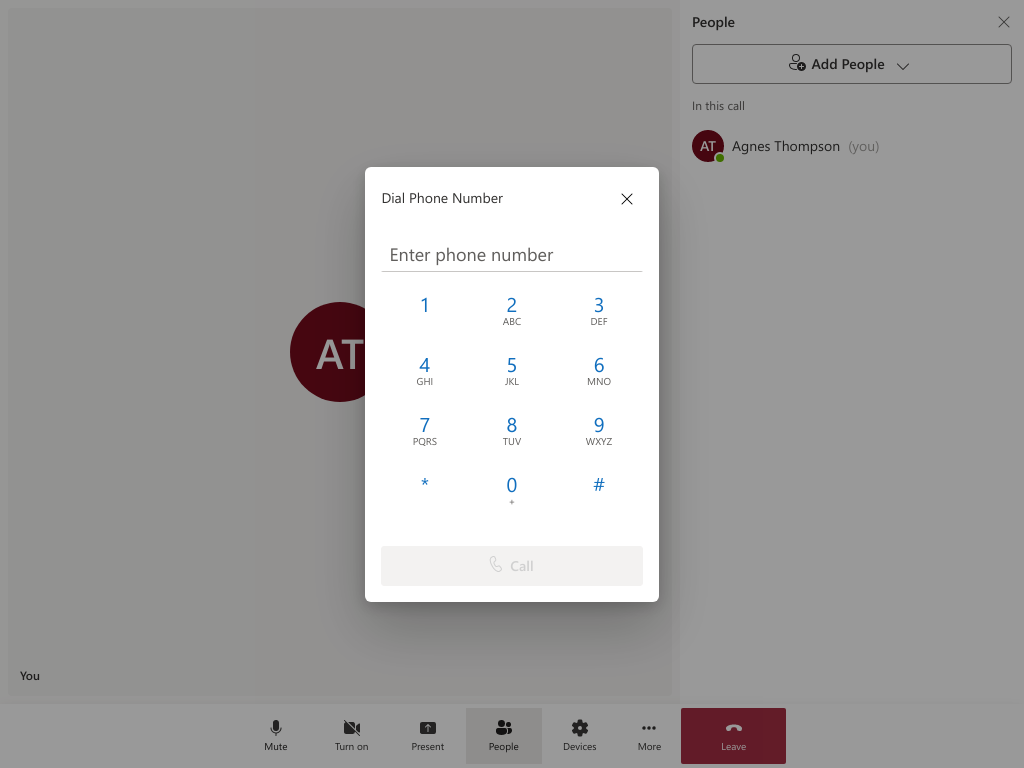 People
Add People
In this call
AT Agnes Thompson (you)
Dial Phone Number
Enter phone number
1 2 3
ABC DEF
4 5 6
GHI JKL MNO
7 8 9
PQRS TUV WXYZ
* 0 #
+
Call
AT
You
Mute Turn on Present People Devices More Leave